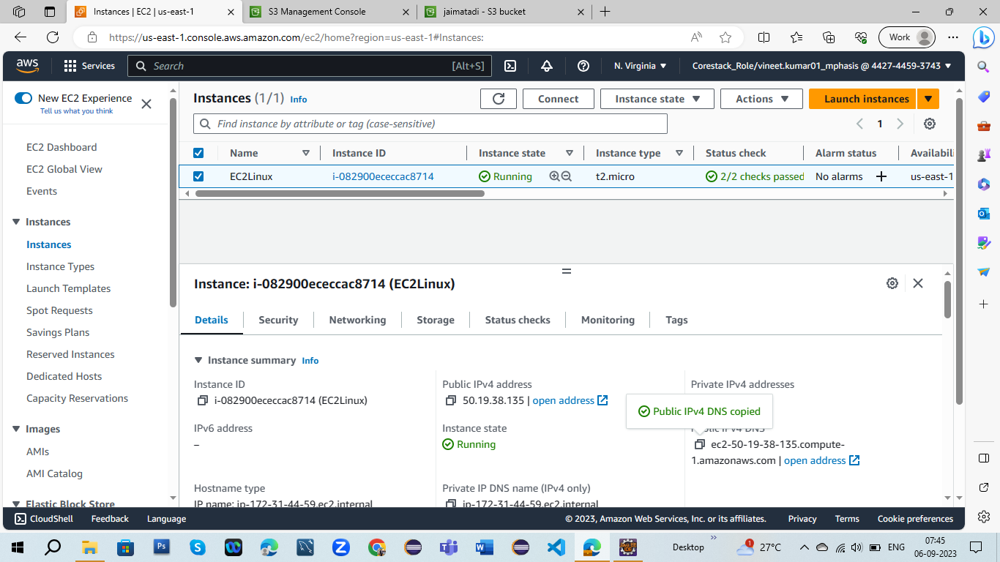 Instances | EC2 | us-east-1
S3 Management Console
jaimatadi - S3 bucket
https://us-east-1.console.aws.amazon.com/ec2/home?region=us-east-1#Instances:
Work
aws
Services
Search
[Alt+S]
N. Virginia
Corestack_Role/vineet.kumar01_mphasis @ 4427-4459-3743
New EC2 Experience
Tell us what you think
EC2 Dashboard
EC2 Global View
Events
Instances
Instances
Instance Types
Launch Templates
Spot Requests
Savings Plans
Reserved Instances
Dedicated Hosts
Capacity Reservations
Images
AMIs
AMI Catalog
Elastic Block Store
Instances (1/1) Info
Connect
Instance state
Actions
Launch instances
Find instance by attribute or tag (case-sensitive)
1
Name Instance ID Instance state Instance type Status check Alarm status Availabili
EC2Linux i-082900ececcac8714 Running t2.micro 2/2 checks passed No alarms us-east-1
Instance: i-082900ececcac8714 (EC2Linux)
Details Security Networking Storage Status checks Monitoring Tags
Instance summary Info
Instance ID
i-082900ececcac8714 (EC2Linux)
Public IPv4 address
50.19.38.135 | open address
Private IPv4 addresses
Public IPv4 DNS copied
IPv6 address
–
Instance state
Running
Public IPv4 DNS
ec2-50-19-38-135.compute-
1.amazonaws.com | open address
Hostname type
IP name: ip-172-31-44-59.ec2.internal
Private IP DNS name (IPv4 only)
ip-172-31-44-59.ec2.internal
CloudShell Feedback Language
© 2023, Amazon Web Services, Inc. or its affiliates. Privacy Terms Cookie preferences
Desktop
27°C
ENG
07:45
06-09-2023